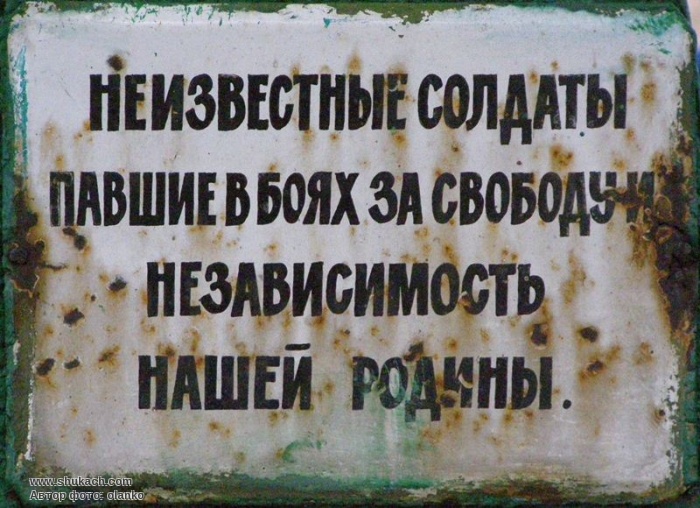 НЕИЗВЕСТНЫЕ СОЛДАТЫ
ПАВШИЕ В БОЯХ ЗА СВОБОДУ И
НЕЗАВИСИМОСТЬ
НАШЕЙ РОДИНЫ.
www.shukach.com
Автор фото: olanko